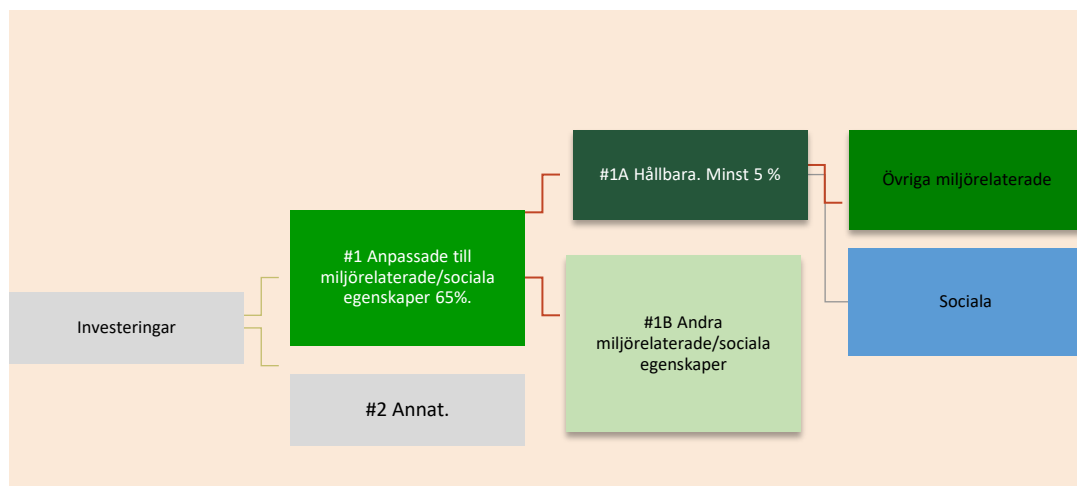 Investeringar
#1 Anpassade till
miljörelaterade/sociala
egenskaper 65%.
#2 Annat.
#1A Hållbara. Minst 5 %
#1B Andra
miljörelaterade/sociala
egenskaper
Övriga miljörelaterade
Sociala